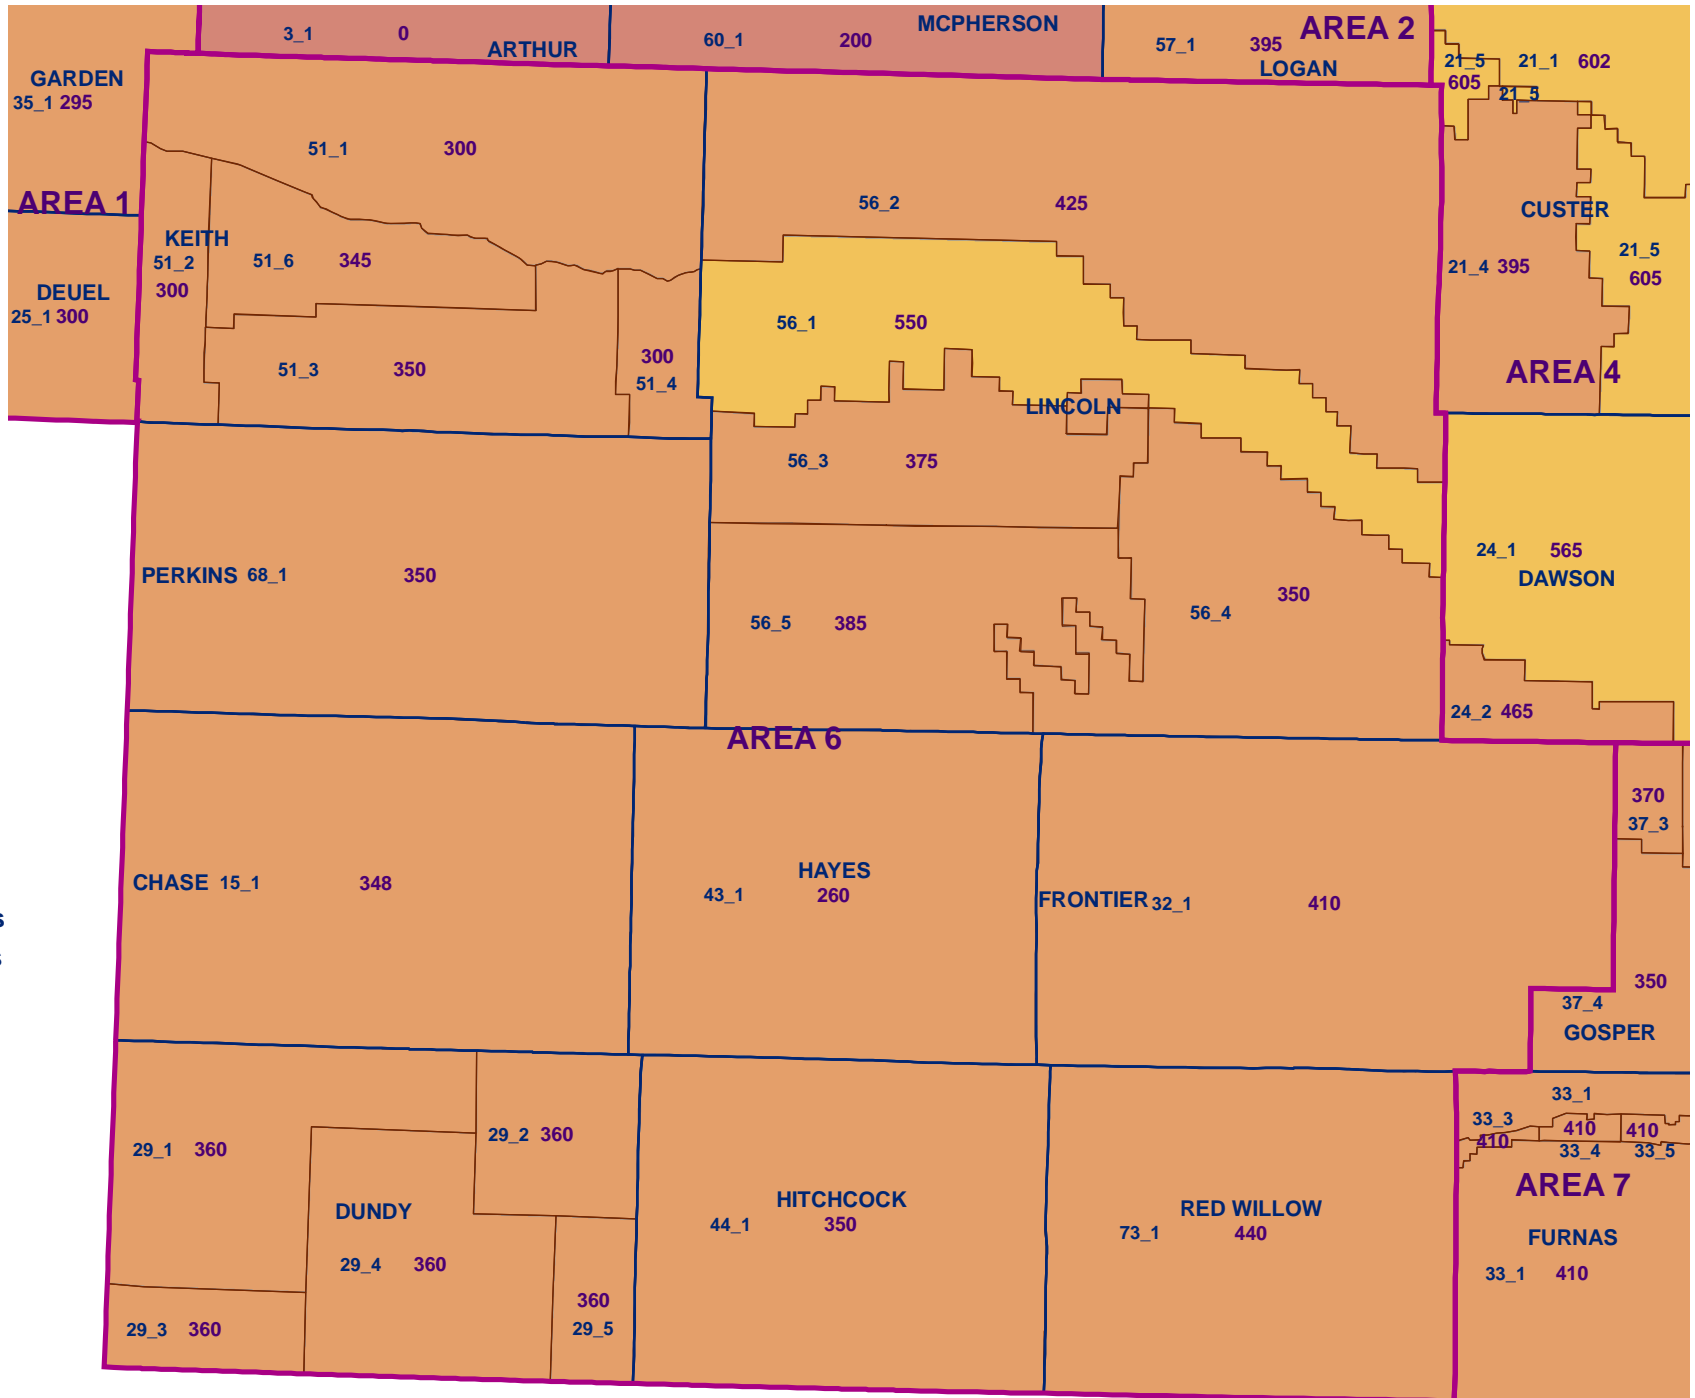 3_1 0 ARTHUR
60_1 200 MCPHERSON
57_1 395 AREA 2
LOGAN
21_5 21_1 602
605
21_5
GARDEN
35_1 295
AREA 1
51_1 300
56_2 425
CUSTER
21_4 395
21_5
605
KEITH
51_2
300
51_6 345
DEUEL
25_1 300
56_1 550
51_3 350
300
51_4
AREA 4
LINCOLN
56_3 375
24_1 565
DAWSON
PERKINS 68_1 350
56_5 385
350
56_4
24_2 465
AREA 6
370
37_3
CHASE 15_1 348
HAYES
43_1 260
FRONTIER 32_1 410
s
s
350
37_4
GOSPER
33_1
33_3 410 410
410 33_4 33_5
29_1 360
29_2 360
AREA 7
DUNDY
29_4 360
HITCHCOCK
44_1 350
RED WILLOW
73_1 440
FURNAS
33_1 410
29_3 360
360
29_5